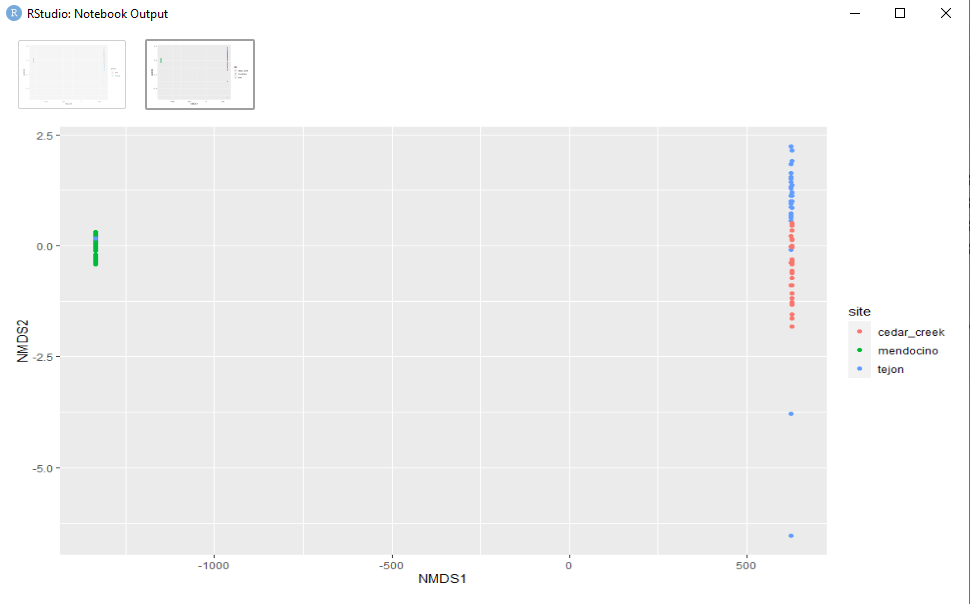 R RStudio: Notebook Output
2.5
0.0
-2.5
-5.0
NMDS2
-1000 -500 0 500
NMDS1
site
cedar_creek
mendocino
tejon